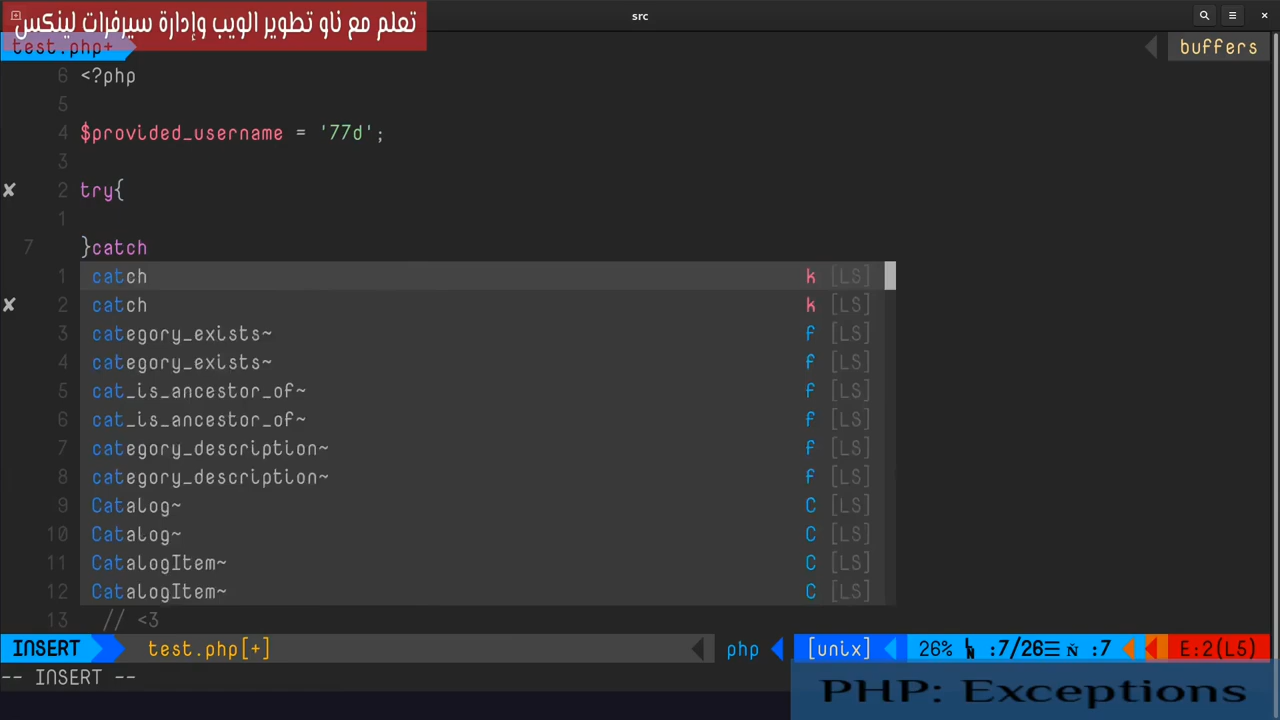 تعلم مع ناو تطوير الويب وإدارة سيرفرات لينكس
src
test.php+
buffers
6 <?php
5
4 $provided_username = '77d';
3
2 try{
1
7 }catch
1 catch k [LS]
2 catch k [LS]
3 category_exists~ f [LS]
4 category_exists~ f [LS]
5 cat_is_ancestor_of~ f [LS]
6 cat_is_ancestor_of~ f [LS]
7 category_description~ f [LS]
8 category_description~ f [LS]
9 Catalog~ C [LS]
10 Catalog~ C [LS]
11 CatalogItem~ C [LS]
12 CatalogItem~ C [LS]
13 // <3
INSERT test.php[+] php [unix] 26% :7/26☰ :7 E:2(L5)
-- INSERT --
PHP: Exceptions